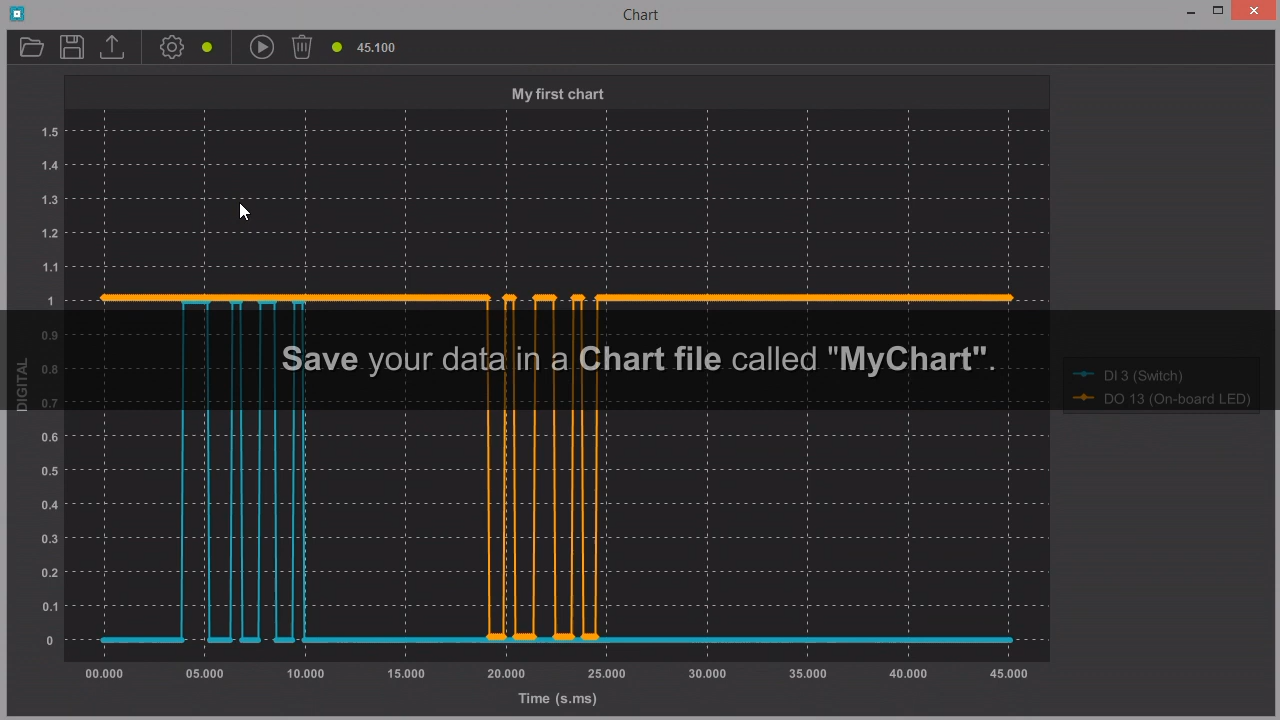 Chart
45.100
My first chart
1.5
1.4
1.3
1.2
1.1
1
0.9
0.8
0.7
0.6
0.5
0.4
0.3
0.2
0.1
0
DIGITAL
Save your data in a Chart file called "MyChart".
DI 3 (Switch)
DO 13 (On-board LED)
00.000 05.000 10.000 15.000 20.000 25.000 30.000 35.000 40.000 45.000
Time (s.ms)